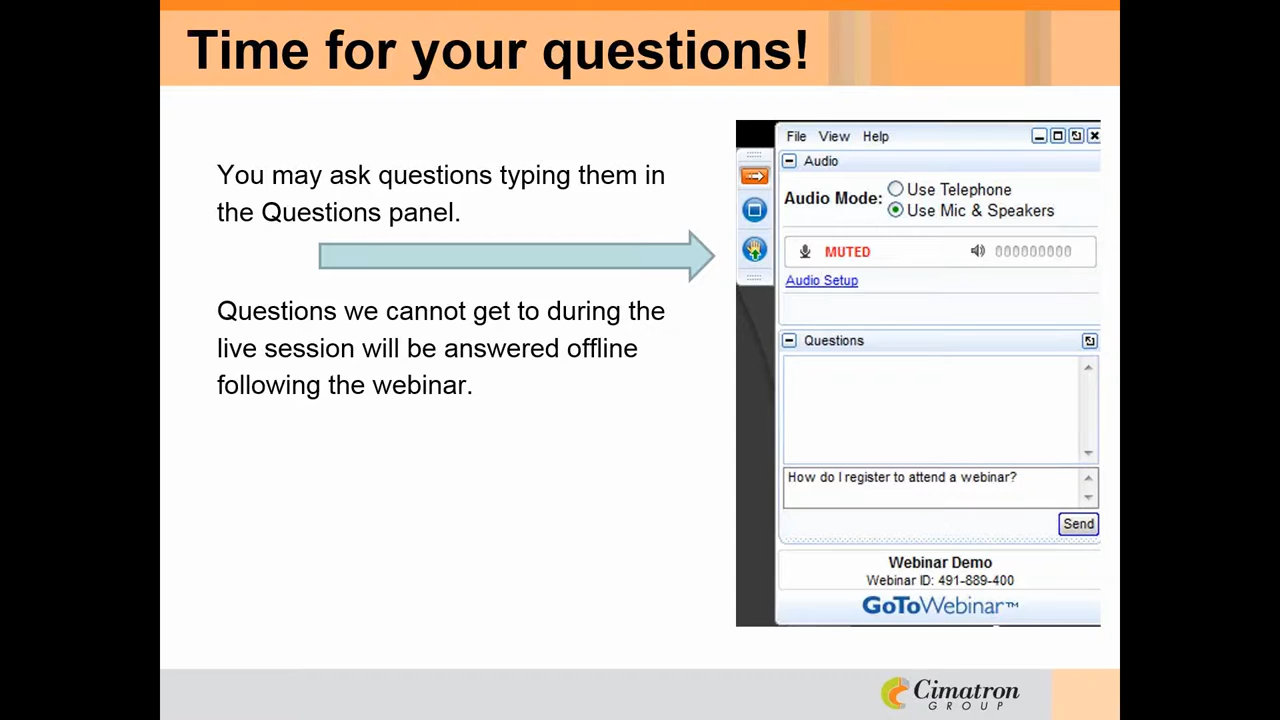 Time for your questions!
You may ask questions typing them in
the Questions panel.
Questions we cannot get to during the
live session will be answered offline
following the webinar.
File View Help
Audio
Audio Mode: Use Telephone
Use Mic & Speakers
MUTED 000000000
Audio Setup
Questions
How do I register to attend a webinar?
Send
Webinar Demo
Webinar ID: 491-889-400
GoToWebinar™
Cimatron
GROUP